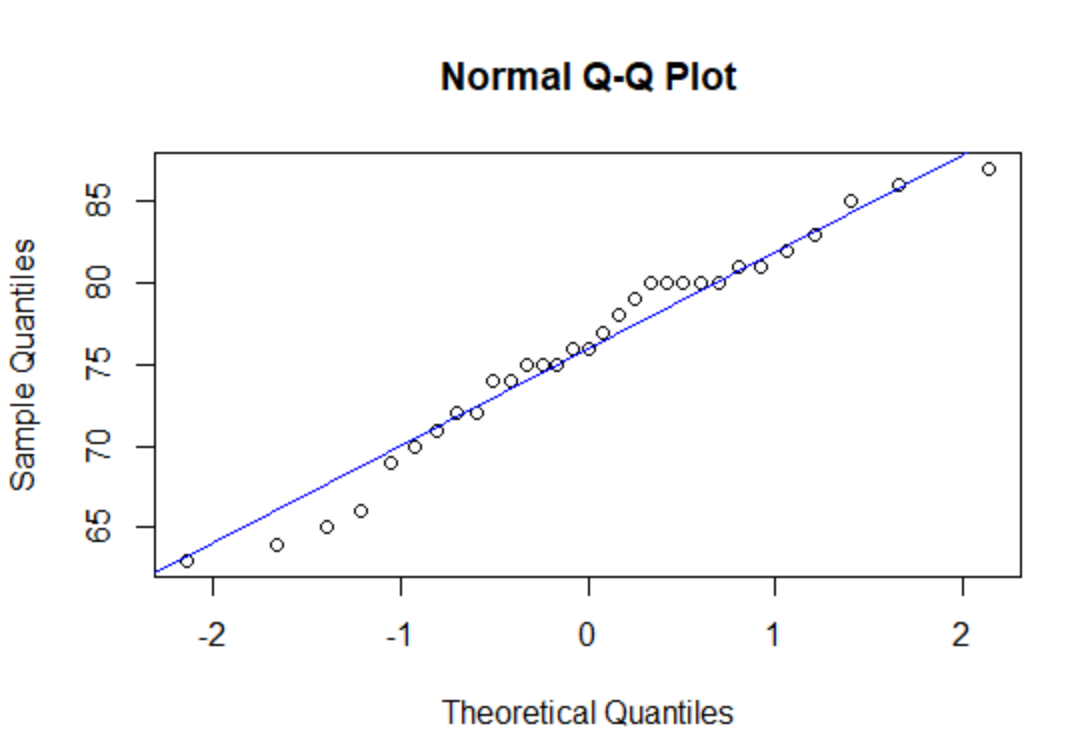 Normal Q-Q Plot
Sample Quantiles
85
80
75
70
65
-2 -1 0 1 2
Theoretical Quantiles